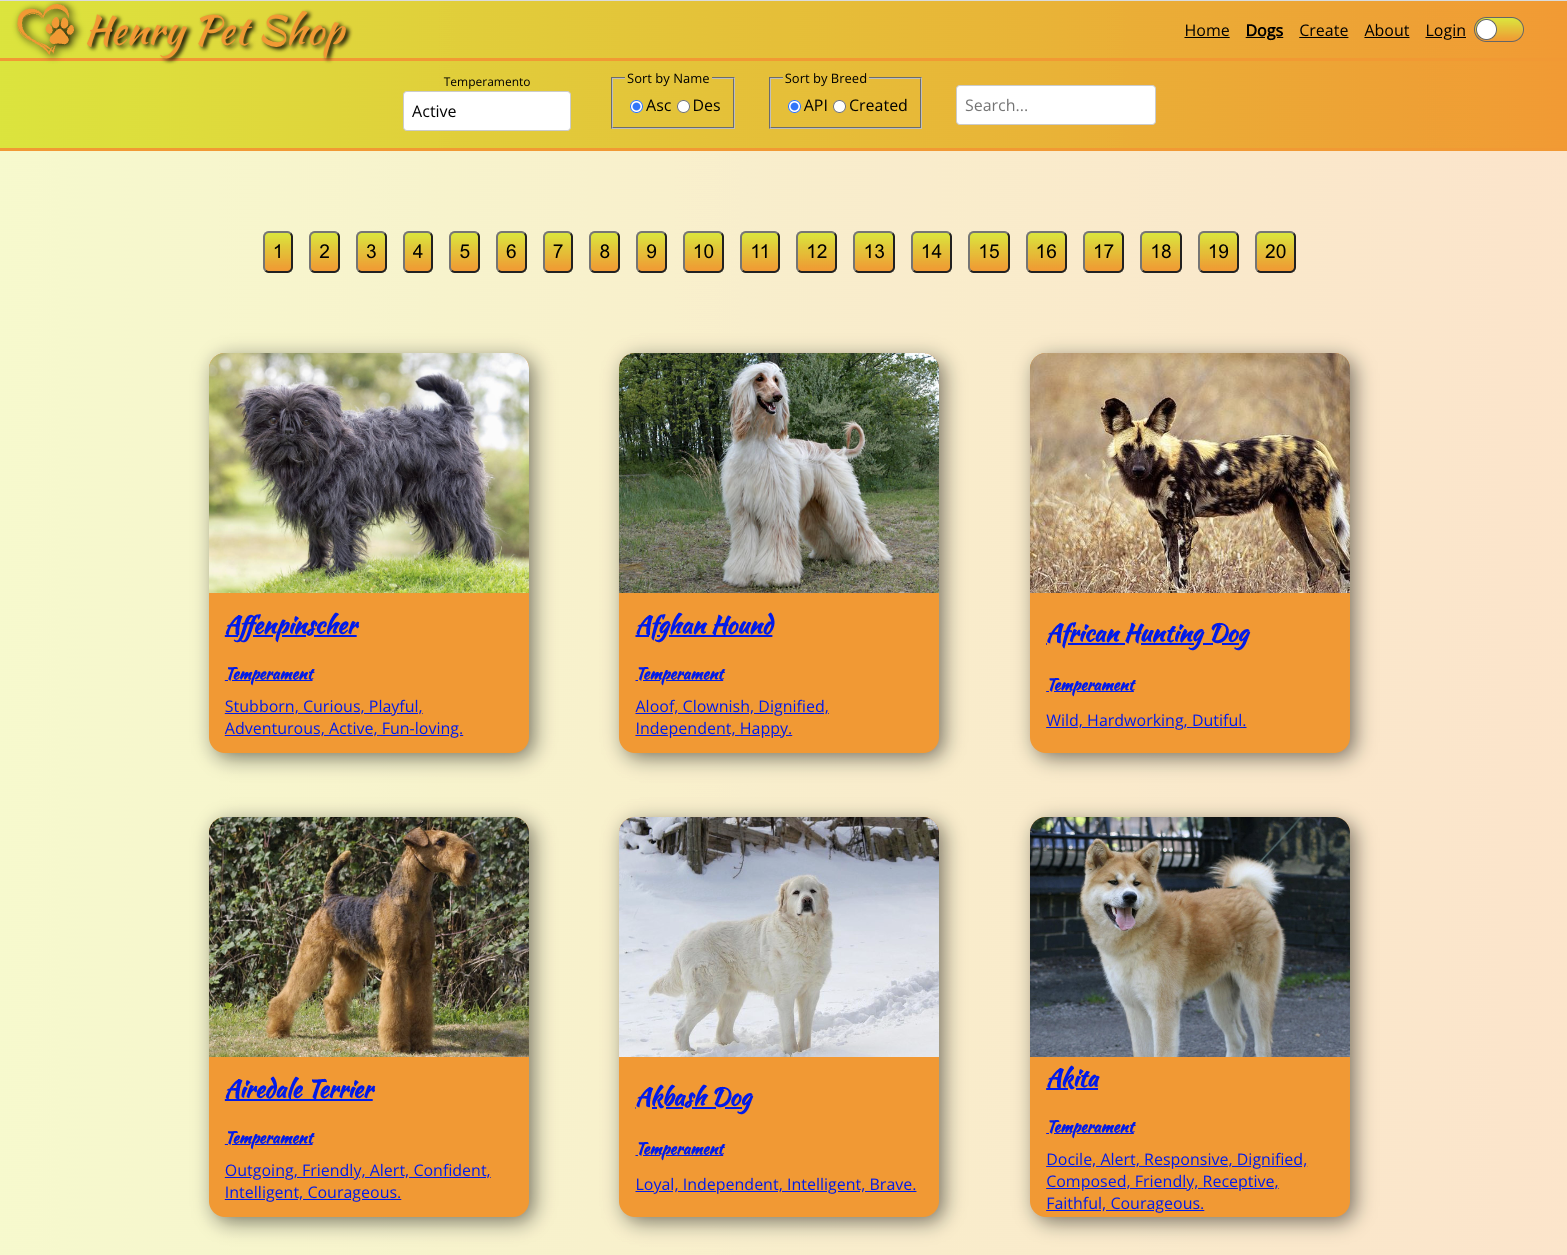 Henry Pet Shop
Home Dogs Create About Login
Temperamento
Active
Sort by Name
Asc Des
Sort by Breed
API Created
Search...
1 2 3 4 5 6 7 8 9 10 11 12 13 14 15 16 17 18 19 20
Affenpinscher
Temperament
Stubborn, Curious, Playful,
Adventurous, Active, Fun-loving.
Afghan Hound
Temperament
Aloof, Clownish, Dignified,
Independent, Happy.
African Hunting Dog
Temperament
Wild, Hardworking, Dutiful.
Airedale Terrier
Temperament
Outgoing, Friendly, Alert, Confident,
Intelligent, Courageous.
Akbash Dog
Temperament
Loyal, Independent, Intelligent, Brave.
Akita
Temperament
Docile, Alert, Responsive, Dignified,
Composed, Friendly, Receptive,
Faithful, Courageous.